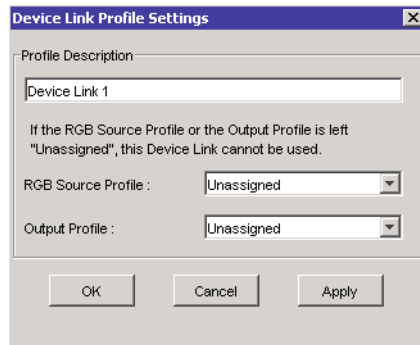 Device Link Profile Settings
Profile Description
Device Link 1
If the RGB Source Profile or the Output Profile is left
"Unassigned", this Device Link cannot be used.
RGB Source Profile : Unassigned
Output Profile : Unassigned
OK Cancel Apply